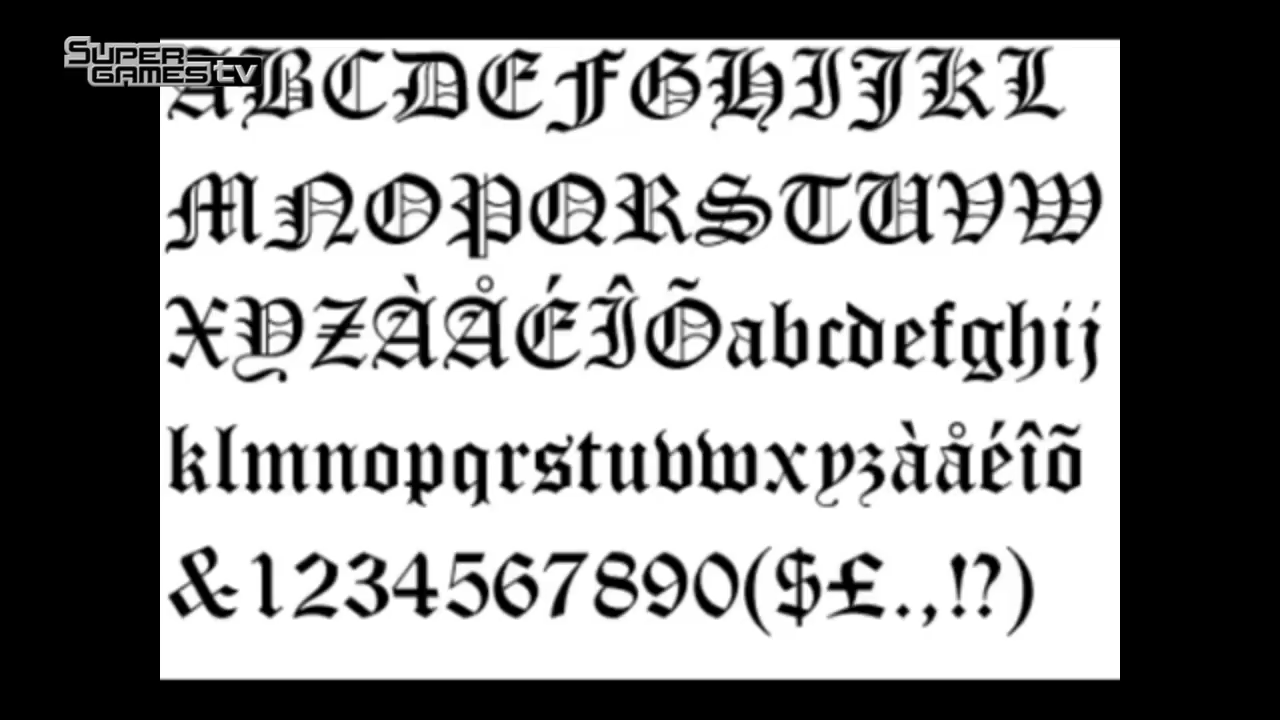 SUPER
GAMES tv
ABCDEFGHIJKL
MNOPQRSTUVW
XYZÀÅÉÎÕabcdefghij
klmnopqrstuvwxyzàåéîõ
&1234567890($£.,!?)